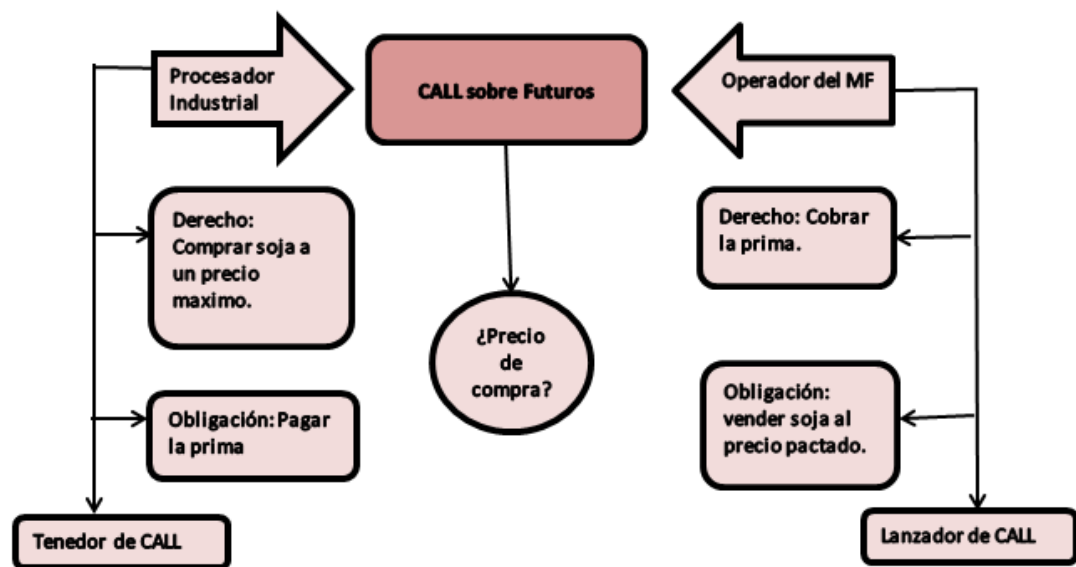 Procesador
Industrial
CALL sobre Futuros
Operador del MF
Derecho:
Comprar soja a
un precio
maximo.
Derecho: Cobrar
la prima.
¿Precio
de
compra?
Obligación: Pagar
la prima
Obligación:
vender soja al
precio pactado.
Tenedor de CALL
Lanzador de CALL